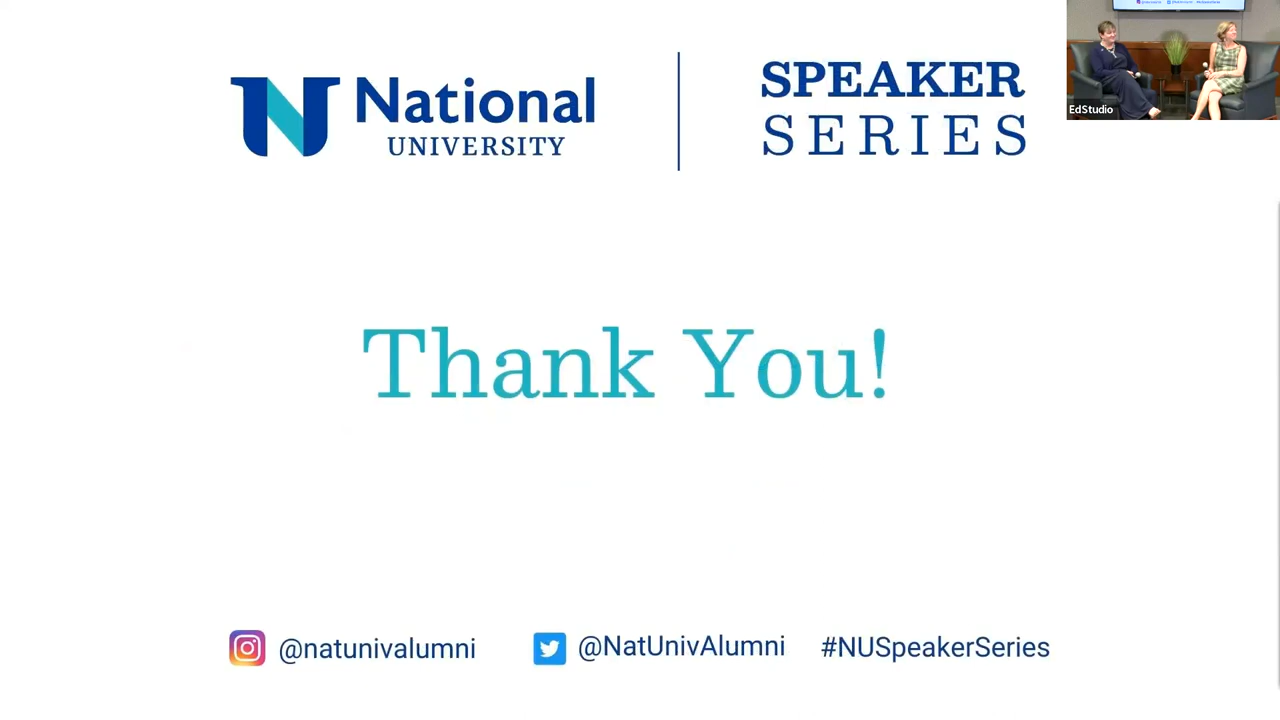 National
UNIVERSITY
SPEAKER
SERIES
EdStudio
Thank You!
@natunivalumni
@NatUnivAlumni
#NUSpeakerSeries